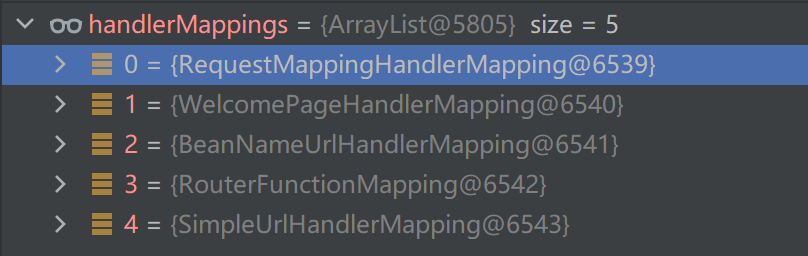 handlerMappings = {ArrayList@5805} size = 5
0 = {RequestMappingHandlerMapping@6539}
1 = {WelcomePageHandlerMapping@6540}
2 = {BeanNameUrlHandlerMapping@6541}
3 = {RouterFunctionMapping@6542}
4 = {SimpleUrlHandlerMapping@6543}